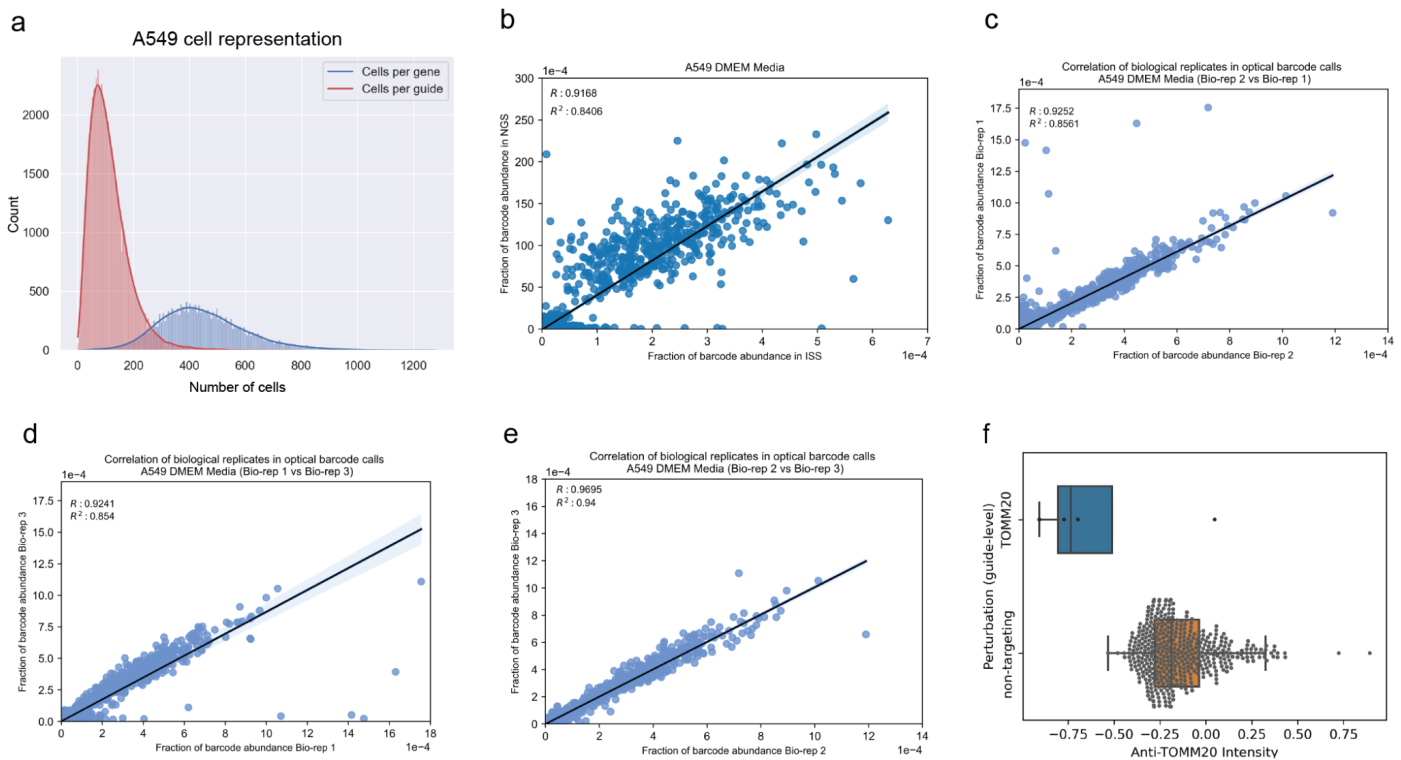 a
A549 cell representation
Cells per gene
Cells per guide
Count
2000
1500
1000
500
0
0
200
400
600
800
1000
1200
Number of cells
b
A549 DMEM Media
1e−4
R : 0.9168
R² : 0.8406
Fraction of barcode abundance in NGS
300
250
200
150
100
50
0
0
1
2
3
4
5
6
7
Fraction of barcode abundance in ISS
1e−4
c
Correlation of biological replicates in optical barcode calls
A549 DMEM Media (Bio-rep 2 vs Bio-rep 1)
1e−4
R : 0.9252
R² : 0.8561
Fraction of barcode abundance Bio-rep 1
17.5
15.0
12.5
10.0
7.5
5.0
2.5
0.0
0
2
4
6
8
10
12
14
Fraction of barcode abundance Bio-rep 2
1e−4
d
Correlation of biological replicates in optical barcode calls
A549 DMEM Media (Bio-rep 1 vs Bio-rep 3)
1e−4
R : 0.9241
R² : 0.854
Fraction of barcode abundance Bio-rep 3
17.5
15.0
12.5
10.0
7.5
5.0
2.5
0.0
0
2
4
6
8
10
12
14
16
18
Fraction of barcode abundance Bio-rep 1
1e−4
e
Correlation of biological replicates in optical barcode calls
A549 DMEM Media (Bio-rep 2 vs Bio-rep 3)
1e−4
R : 0.9695
R² : 0.94
Fraction of barcode abundance Bio-rep 3
18
16
14
12
10
8
6
4
2
0
0
2
4
6
8
10
12
14
Fraction of barcode abundance Bio-rep 2
1e−4
f
Perturbation (guide-level)
TOMM20
non-targeting
−0.75
−0.50
−0.25
0.00
0.25
0.50
0.75
Anti-TOMM20 Intensity